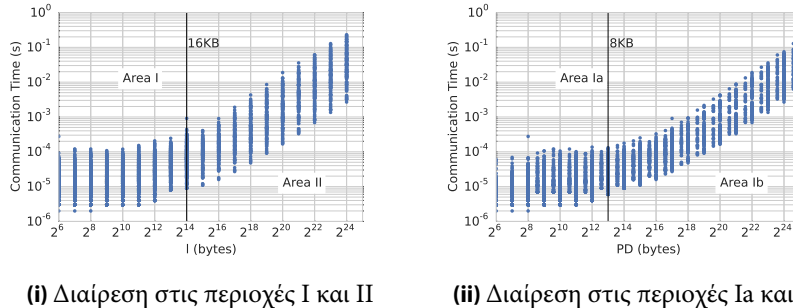 10^0
10^-1
10^-2
10^-3
10^-4
10^-5
10^-6
Communication Time (s)
16KB
Area I
Area II
2^6 2^8 2^10 2^12 2^14 2^16 2^18 2^20 2^22 2^24
I (bytes)
(i) Διαίρεση στις περιοχές I και II
10^0
10^-1
10^-2
10^-3
10^-4
10^-5
10^-6
Communication Time (s)
8KB
Area Ia
Area Ib
2^6 2^8 2^10 2^12 2^14 2^16 2^18 2^20 2^22 2^24
PD (bytes)
(ii) Διαίρεση στις περιοχές Ia και